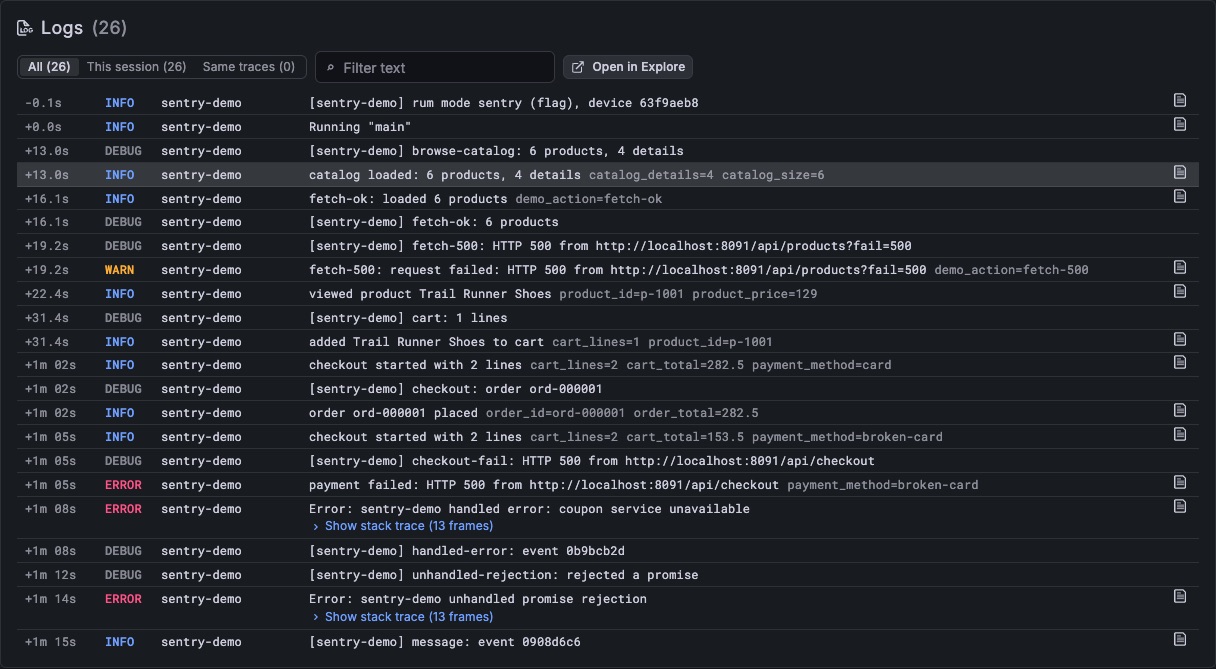 Logs (26)
All (26) This session (26) Same traces (0) Filter text Open in Explore
-0.1s INFO sentry-demo [sentry-demo] rum mode sentry (flag), device 63f9aeb8
+0.0s INFO sentry-demo Running "main"
+13.0s DEBUG sentry-demo [sentry-demo] browse-catalog: 6 products, 4 details
+13.0s INFO sentry-demo catalog loaded: 6 products, 4 details catalog_details=4 catalog_size=6
+16.1s INFO sentry-demo fetch-ok: loaded 6 products demo_action=fetch-ok
+16.1s DEBUG sentry-demo [sentry-demo] fetch-ok: 6 products
+19.2s DEBUG sentry-demo [sentry-demo] fetch-500: HTTP 500 from http://localhost:8091/api/products?fail=500
+19.2s WARN sentry-demo fetch-500: request failed: HTTP 500 from http://localhost:8091/api/products?fail=500 demo_action=fetch-500
+22.4s INFO sentry-demo viewed product Trail Runner Shoes product_id=p-1001 product_price=129
+31.4s DEBUG sentry-demo [sentry-demo] cart: 1 lines
+31.4s INFO sentry-demo added Trail Runner Shoes to cart cart_lines=1 product_id=p-1001
+1m 02s INFO sentry-demo checkout started with 2 lines cart_lines=2 cart_total=282.5 payment_method=card
+1m 02s DEBUG sentry-demo [sentry-demo] checkout: order ord-000001
+1m 02s INFO sentry-demo order ord-000001 placed order_id=ord-000001 order_total=282.5
+1m 05s INFO sentry-demo checkout started with 2 lines cart_lines=2 cart_total=153.5 payment_method=broken-card
+1m 05s DEBUG sentry-demo [sentry-demo] checkout-fail: HTTP 500 from http://localhost:8091/api/checkout
+1m 05s ERROR sentry-demo payment failed: HTTP 500 from http://localhost:8091/api/checkout payment_method=broken-card
+1m 08s ERROR sentry-demo Error: sentry-demo handled error: coupon service unavailable
› Show stack trace (13 frames)
+1m 08s DEBUG sentry-demo [sentry-demo] handled-error: event 0b9bcb2d
+1m 12s DEBUG sentry-demo [sentry-demo] unhandled-rejection: rejected a promise
+1m 14s ERROR sentry-demo Error: sentry-demo unhandled promise rejection
› Show stack trace (13 frames)
+1m 15s INFO sentry-demo [sentry-demo] message: event 0908d6c6